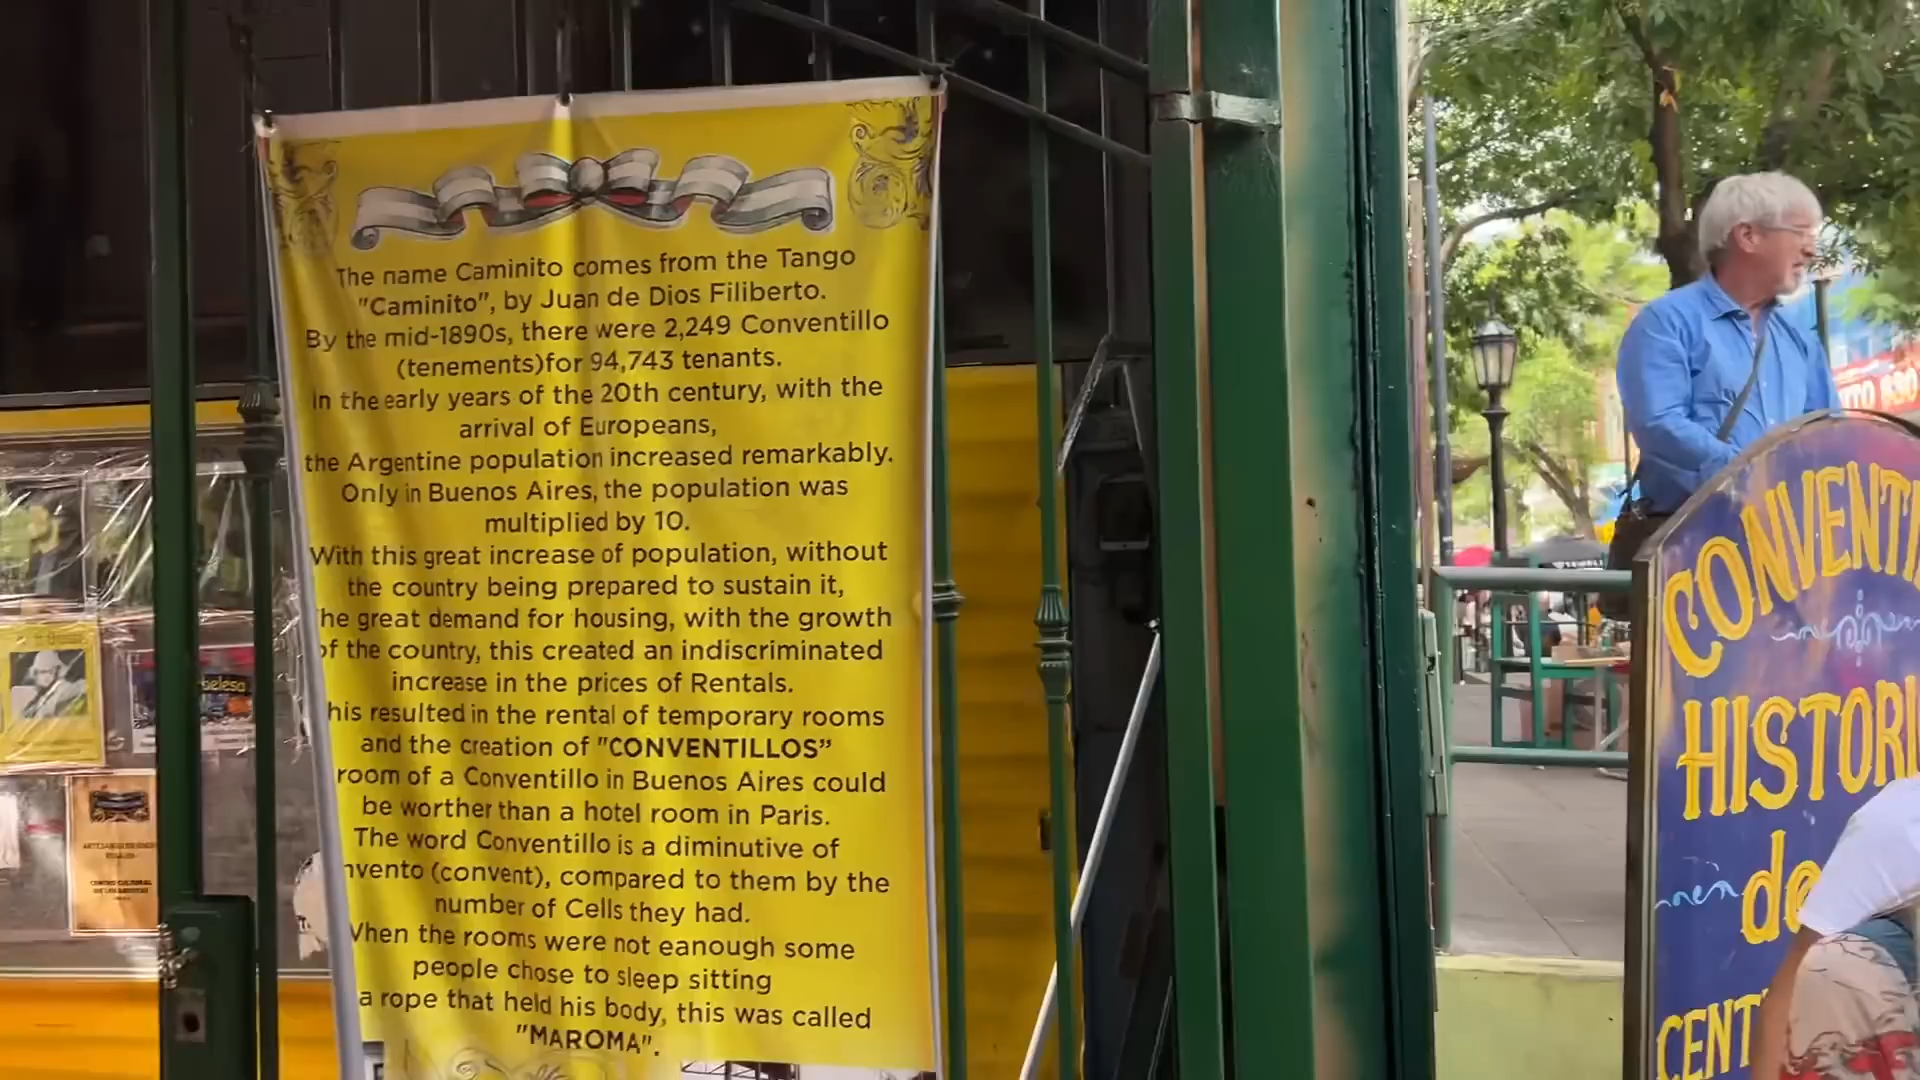 The name Caminito comes from the Tango
"Caminito", by Juan de Dios Filiberto.
By the mid-1890s, there were 2,249 Conventillo
(tenements)for 94,743 tenants.
In the early years of the 20th century, with the
arrival of Europeans,
the Argentine population increased remarkably.
Only in Buenos Aires, the population was
multiplied by 10.
With this great increase of population, without
the country being prepared to sustain it,
he great demand for housing, with the growth
of the country, this created an indiscriminated
increase in the prices of Rentals.
his resulted in the rental of temporary rooms
and the creation of "CONVENTILLOS”
room of a Conventillo in Buenos Aires could
be worther than a hotel room in Paris.
The word Conventillo is a diminutive of
nvento (convent), compared to them by the
number of Cells they had.
When the rooms were not eanough some
people chose to sleep sitting
a rope that held his body, this was called
"MAROMA".
CONVENTI
HISTORI
de
CENT
CENTRO CULTURAL